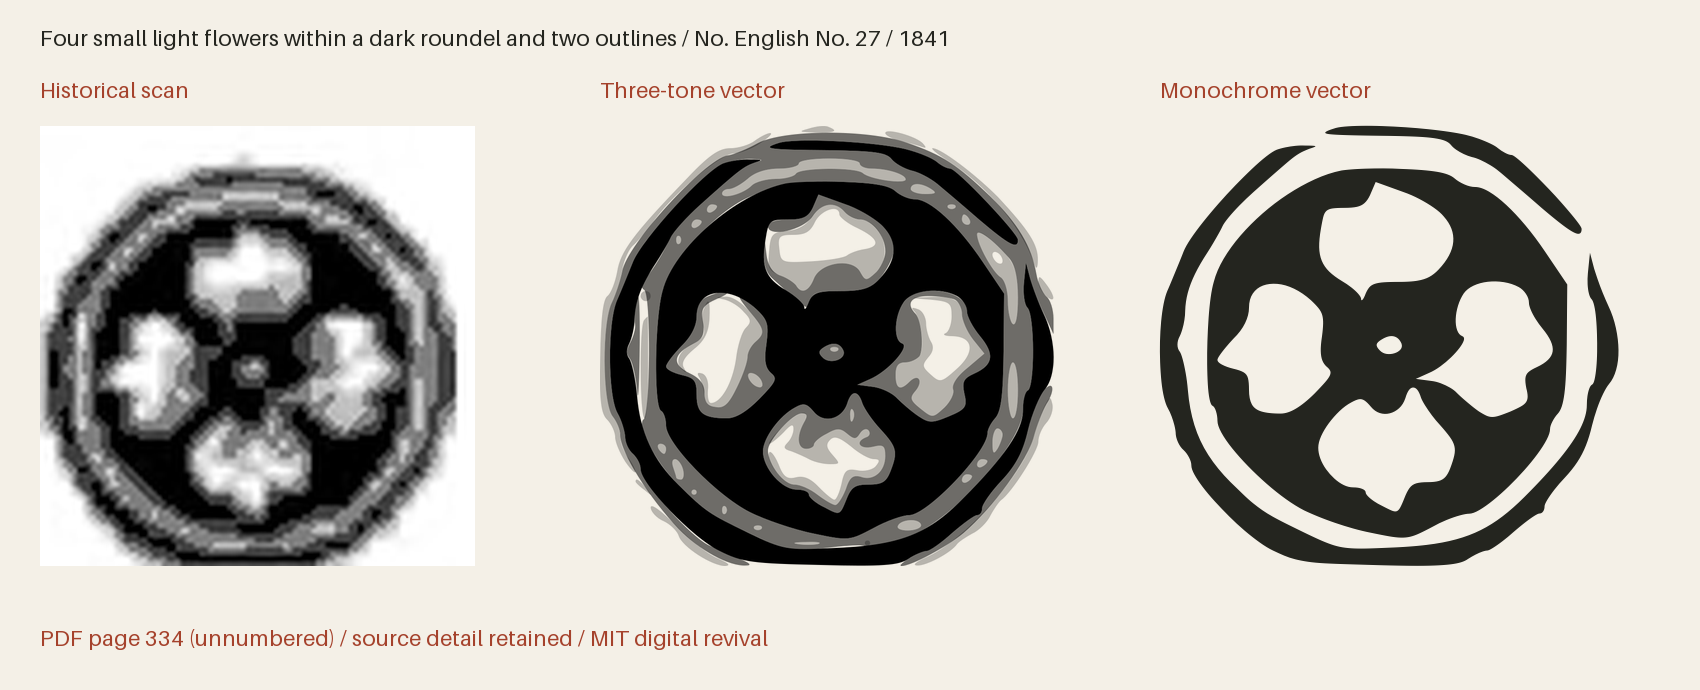 Four small light flowers within a dark roundel and two outlines / No. English No. 27 / 1841
Historical scan
Three-tone vector
Monochrome vector
PDF page 334 (unnumbered) / source detail retained / MIT digital revival